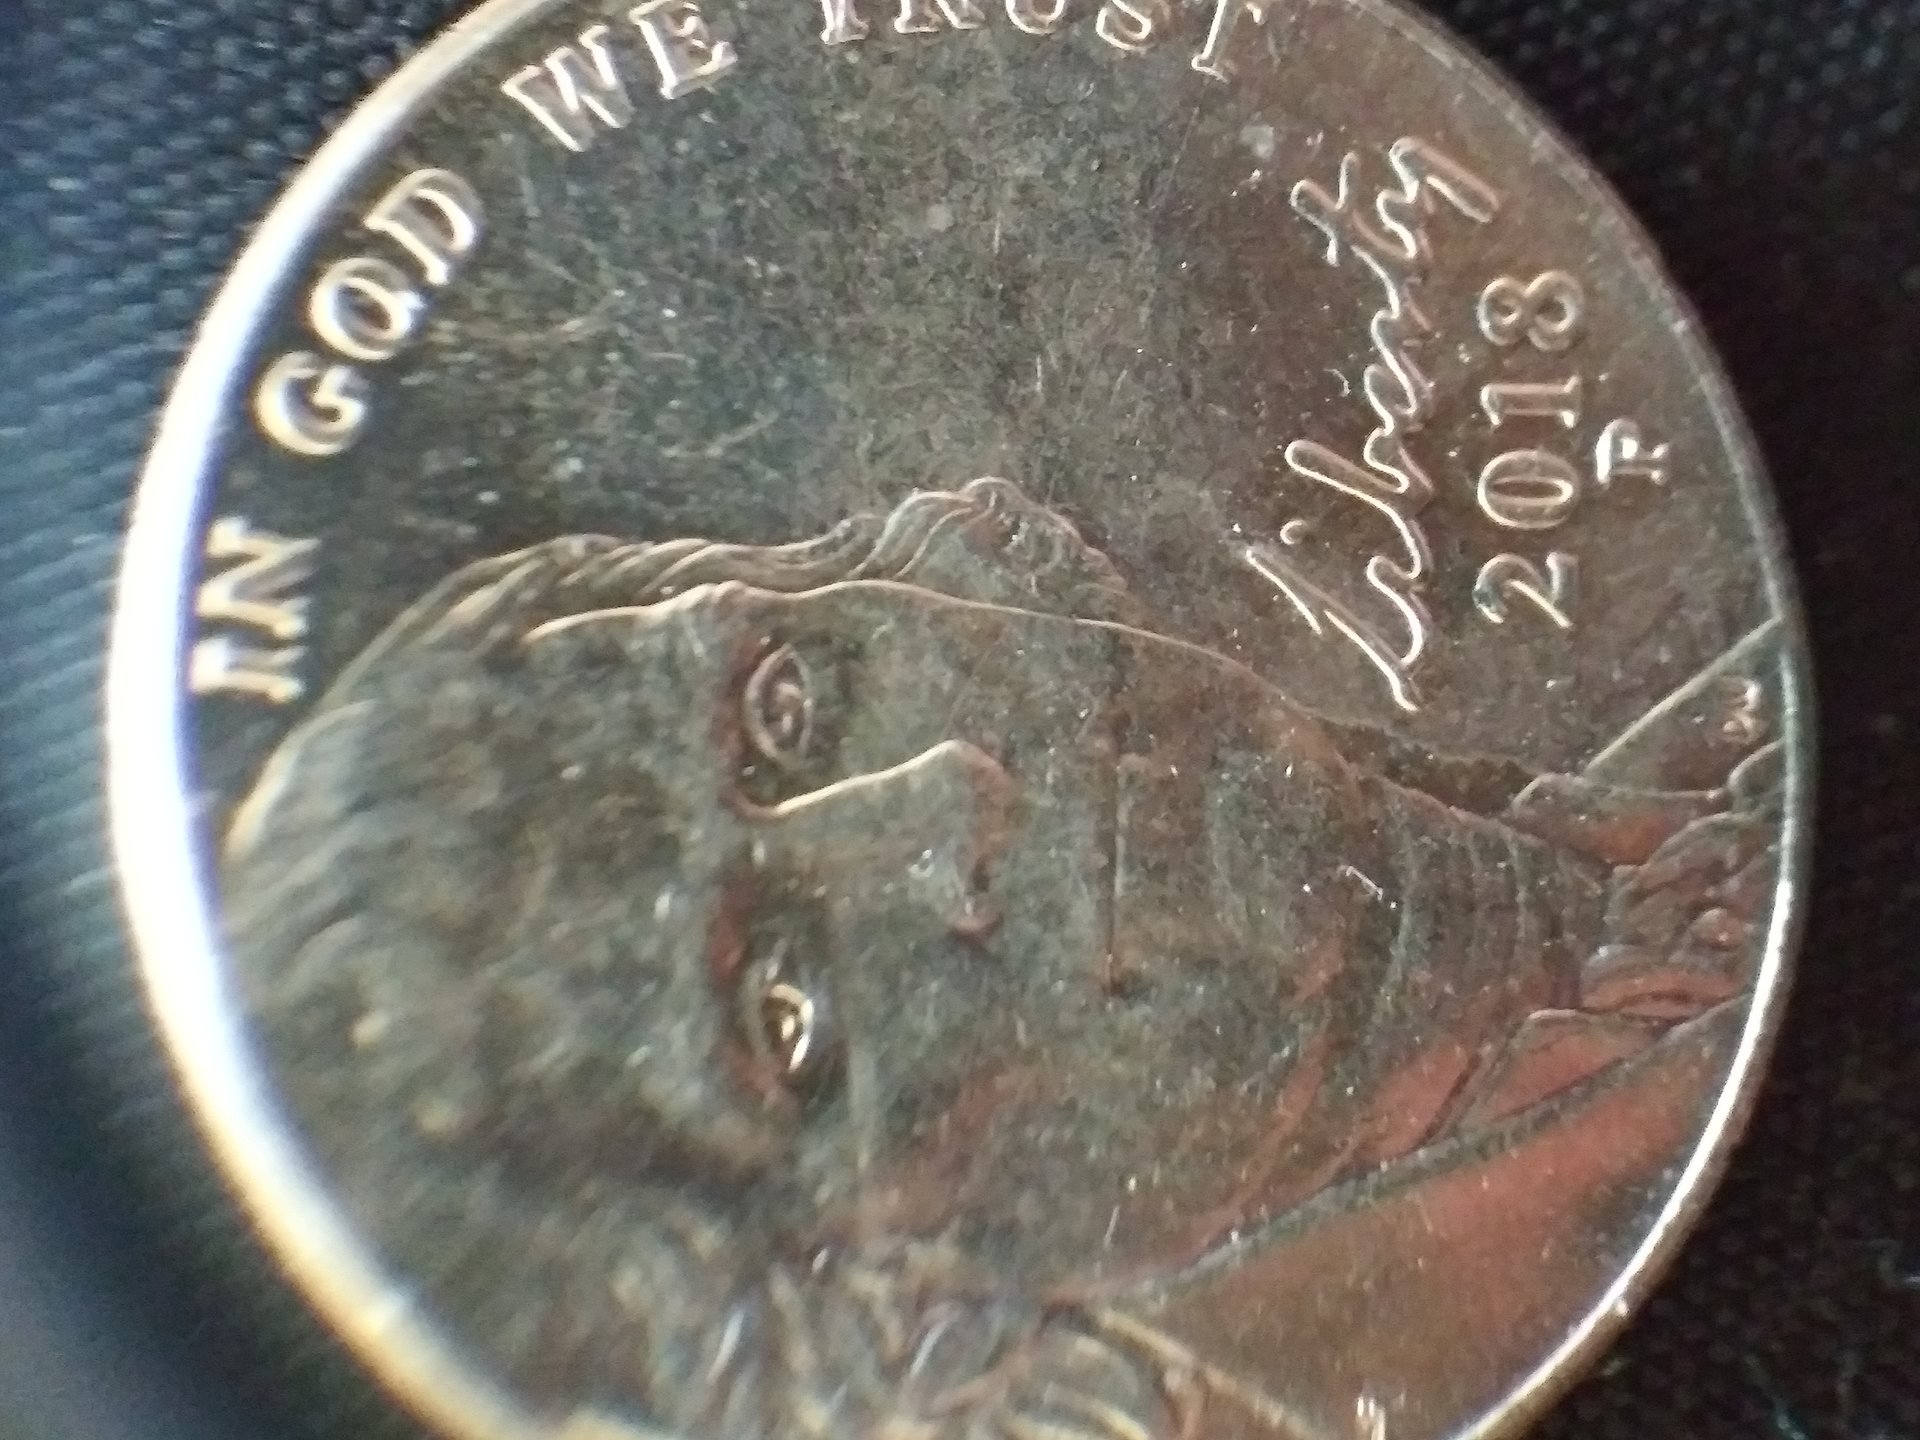 IN GOD WE TRUST
Liberty
2018
P